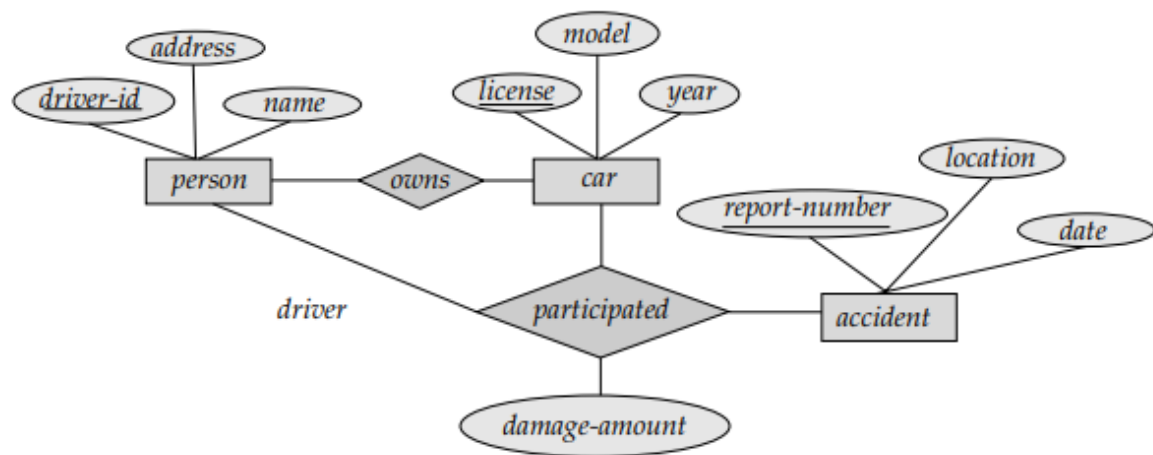 model
address
driver-id
name
license
year
location
person
owns
car
report-number
date
driver
participated
accident
damage-amount